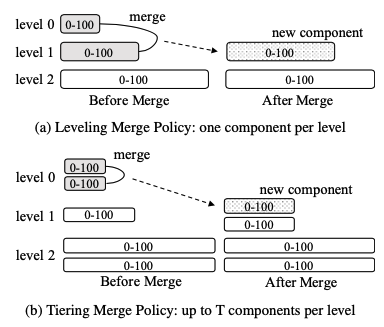 level 0 0-100 merge
level 1 0-100 0-100 new component
level 2 0-100 0-100
Before Merge After Merge
(a) Leveling Merge Policy: one component per level
merge
level 0 0-100
0-100
new component
0-100
level 1 0-100 0-100
level 2 0-100 0-100
0-100 0-100
Before Merge After Merge
(b) Tiering Merge Policy: up to T components per level